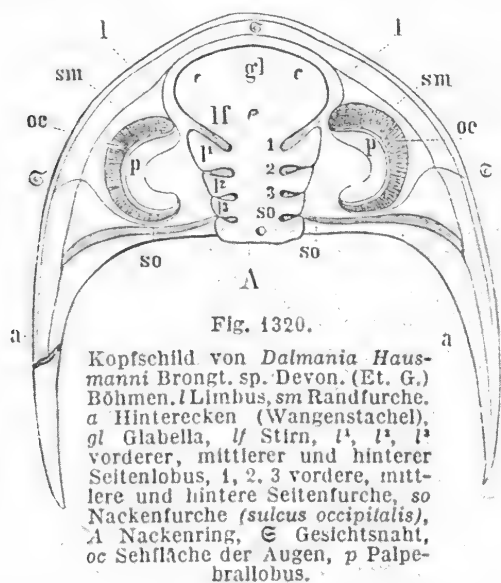 𝔖
l l
gl
sm sm
lf
oc oc
𝔖 p l¹ 1 p 𝔖
l² 2
l³ 3
so
so so
A
a a
Fig. 1320.
Kopfschild von Dalmania Haus-
manni Brongt. sp. Devon. (Et. G.)
Böhmen. l Limbus, sm Randfurche.
a Hinterecken (Wangenstachel),
gl Glabella, lf Stirn, l¹, l², l³
vorderer, mittlerer und hinterer
Seitenlobus, 1, 2, 3 vordere, mitt-
lere und hintere Seitenfurche, so
Nackenfurche (sulcus occipitalis),
A Nackenring, 𝔖 Gesichtsnaht,
oc Sehfläche der Augen, p Palpe-
brallobus.